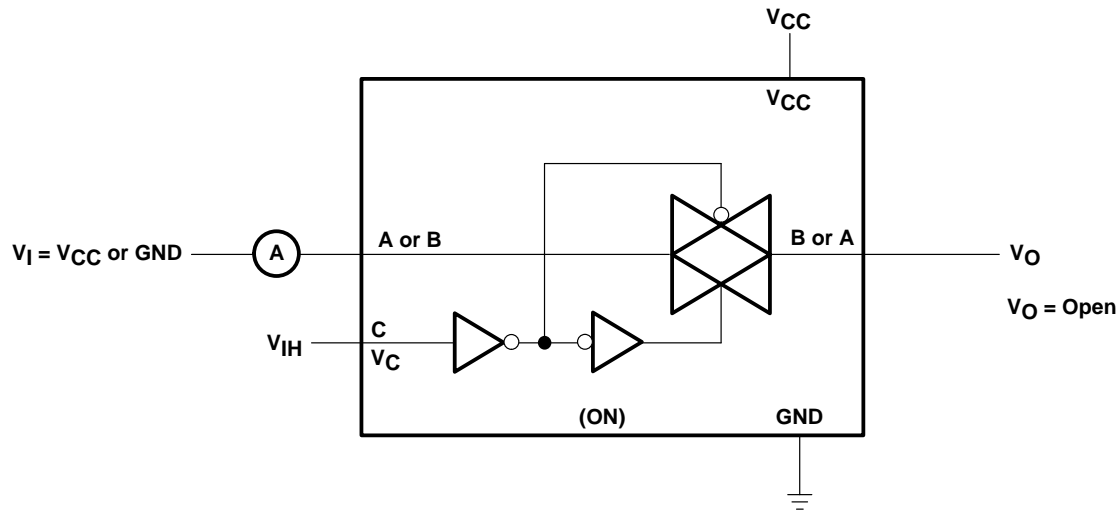 VCC
VCC
VI = VCC or GND
A
A or B
B or A
VO
VO = Open
VIH
C
VC
(ON)
GND